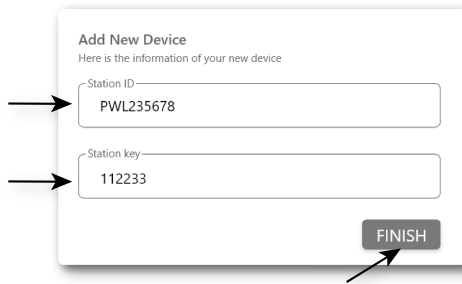 Add New Device
Here is the information of your new device
Station ID
PWL235678
Station key
112233
FINISH